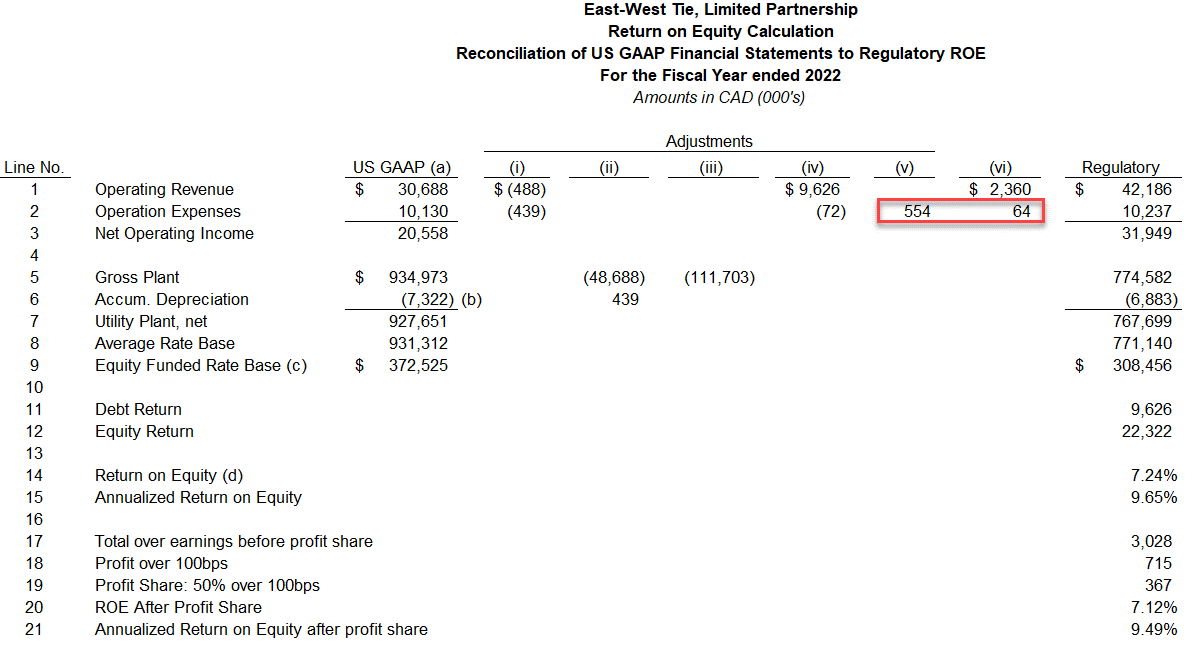 East-West Tie, Limited Partnership
Return on Equity Calculation
Reconciliation of US GAAP Financial Statements to Regulatory ROE
For the Fiscal Year ended 2022
Amounts in CAD (000's)
Adjustments
Line No. US GAAP (a) (i) (ii) (iii) (iv) (v) (vi) Regulatory
1 Operating Revenue $ 30,688 $ (488) $ 9,626 $ 2,360 $ 42,186
2 Operation Expenses 10,130 (439) (72) 554 64 10,237
3 Net Operating Income 20,558 31,949
4
5 Gross Plant $ 934,973 (48,688) (111,703) 774,582
6 Accum. Depreciation (7,322) (b) 439 (6,883)
7 Utility Plant, net 927,651 767,699
8 Average Rate Base 931,312 771,140
9 Equity Funded Rate Base (c) $ 372,525 $ 308,456
10
11 Debt Return 9,626
12 Equity Return 22,322
13
14 Return on Equity (d) 7.24%
15 Annualized Return on Equity 9.65%
16
17 Total over earnings before profit share 3,028
18 Profit over 100bps 715
19 Profit Share: 50% over 100bps 367
20 ROE After Profit Share 7.12%
21 Annualized Return on Equity after profit share 9.49%